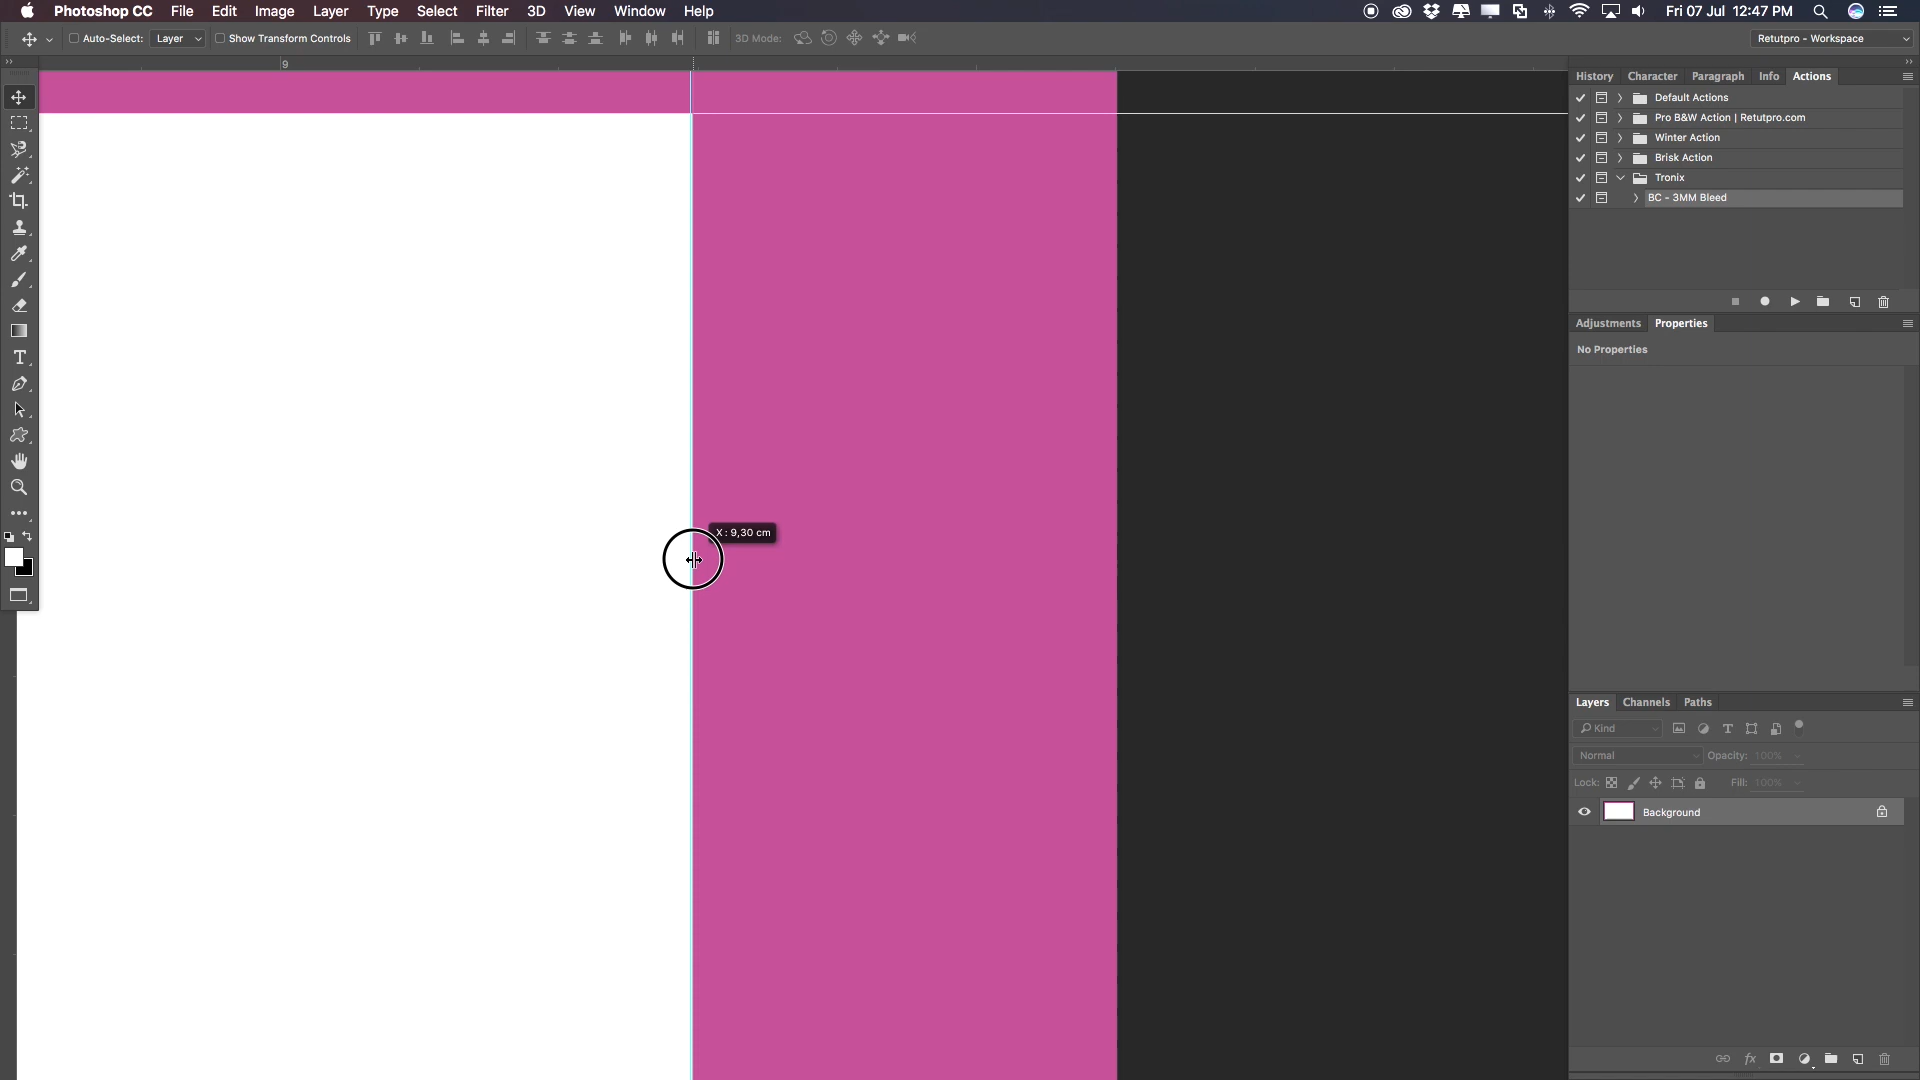 Photoshop CC File Edit Image Layer Type Select Filter 3D View Window Help Fri 07 Jul 12:47 PM
Auto-Select: Layer Show Transform Controls 3D Mode: Retutpro - Workspace
9
History Character Paragraph Info Actions
Default Actions
Pro B&W Action | Retutpro.com
Winter Action
Brisk Action
Tronix
BC - 3MM Bleed
Adjustments Properties
No Properties
X : 9,30 cm
Layers Channels Paths
Kind
Normal Opacity: 100%
Lock: Fill: 100%
Background